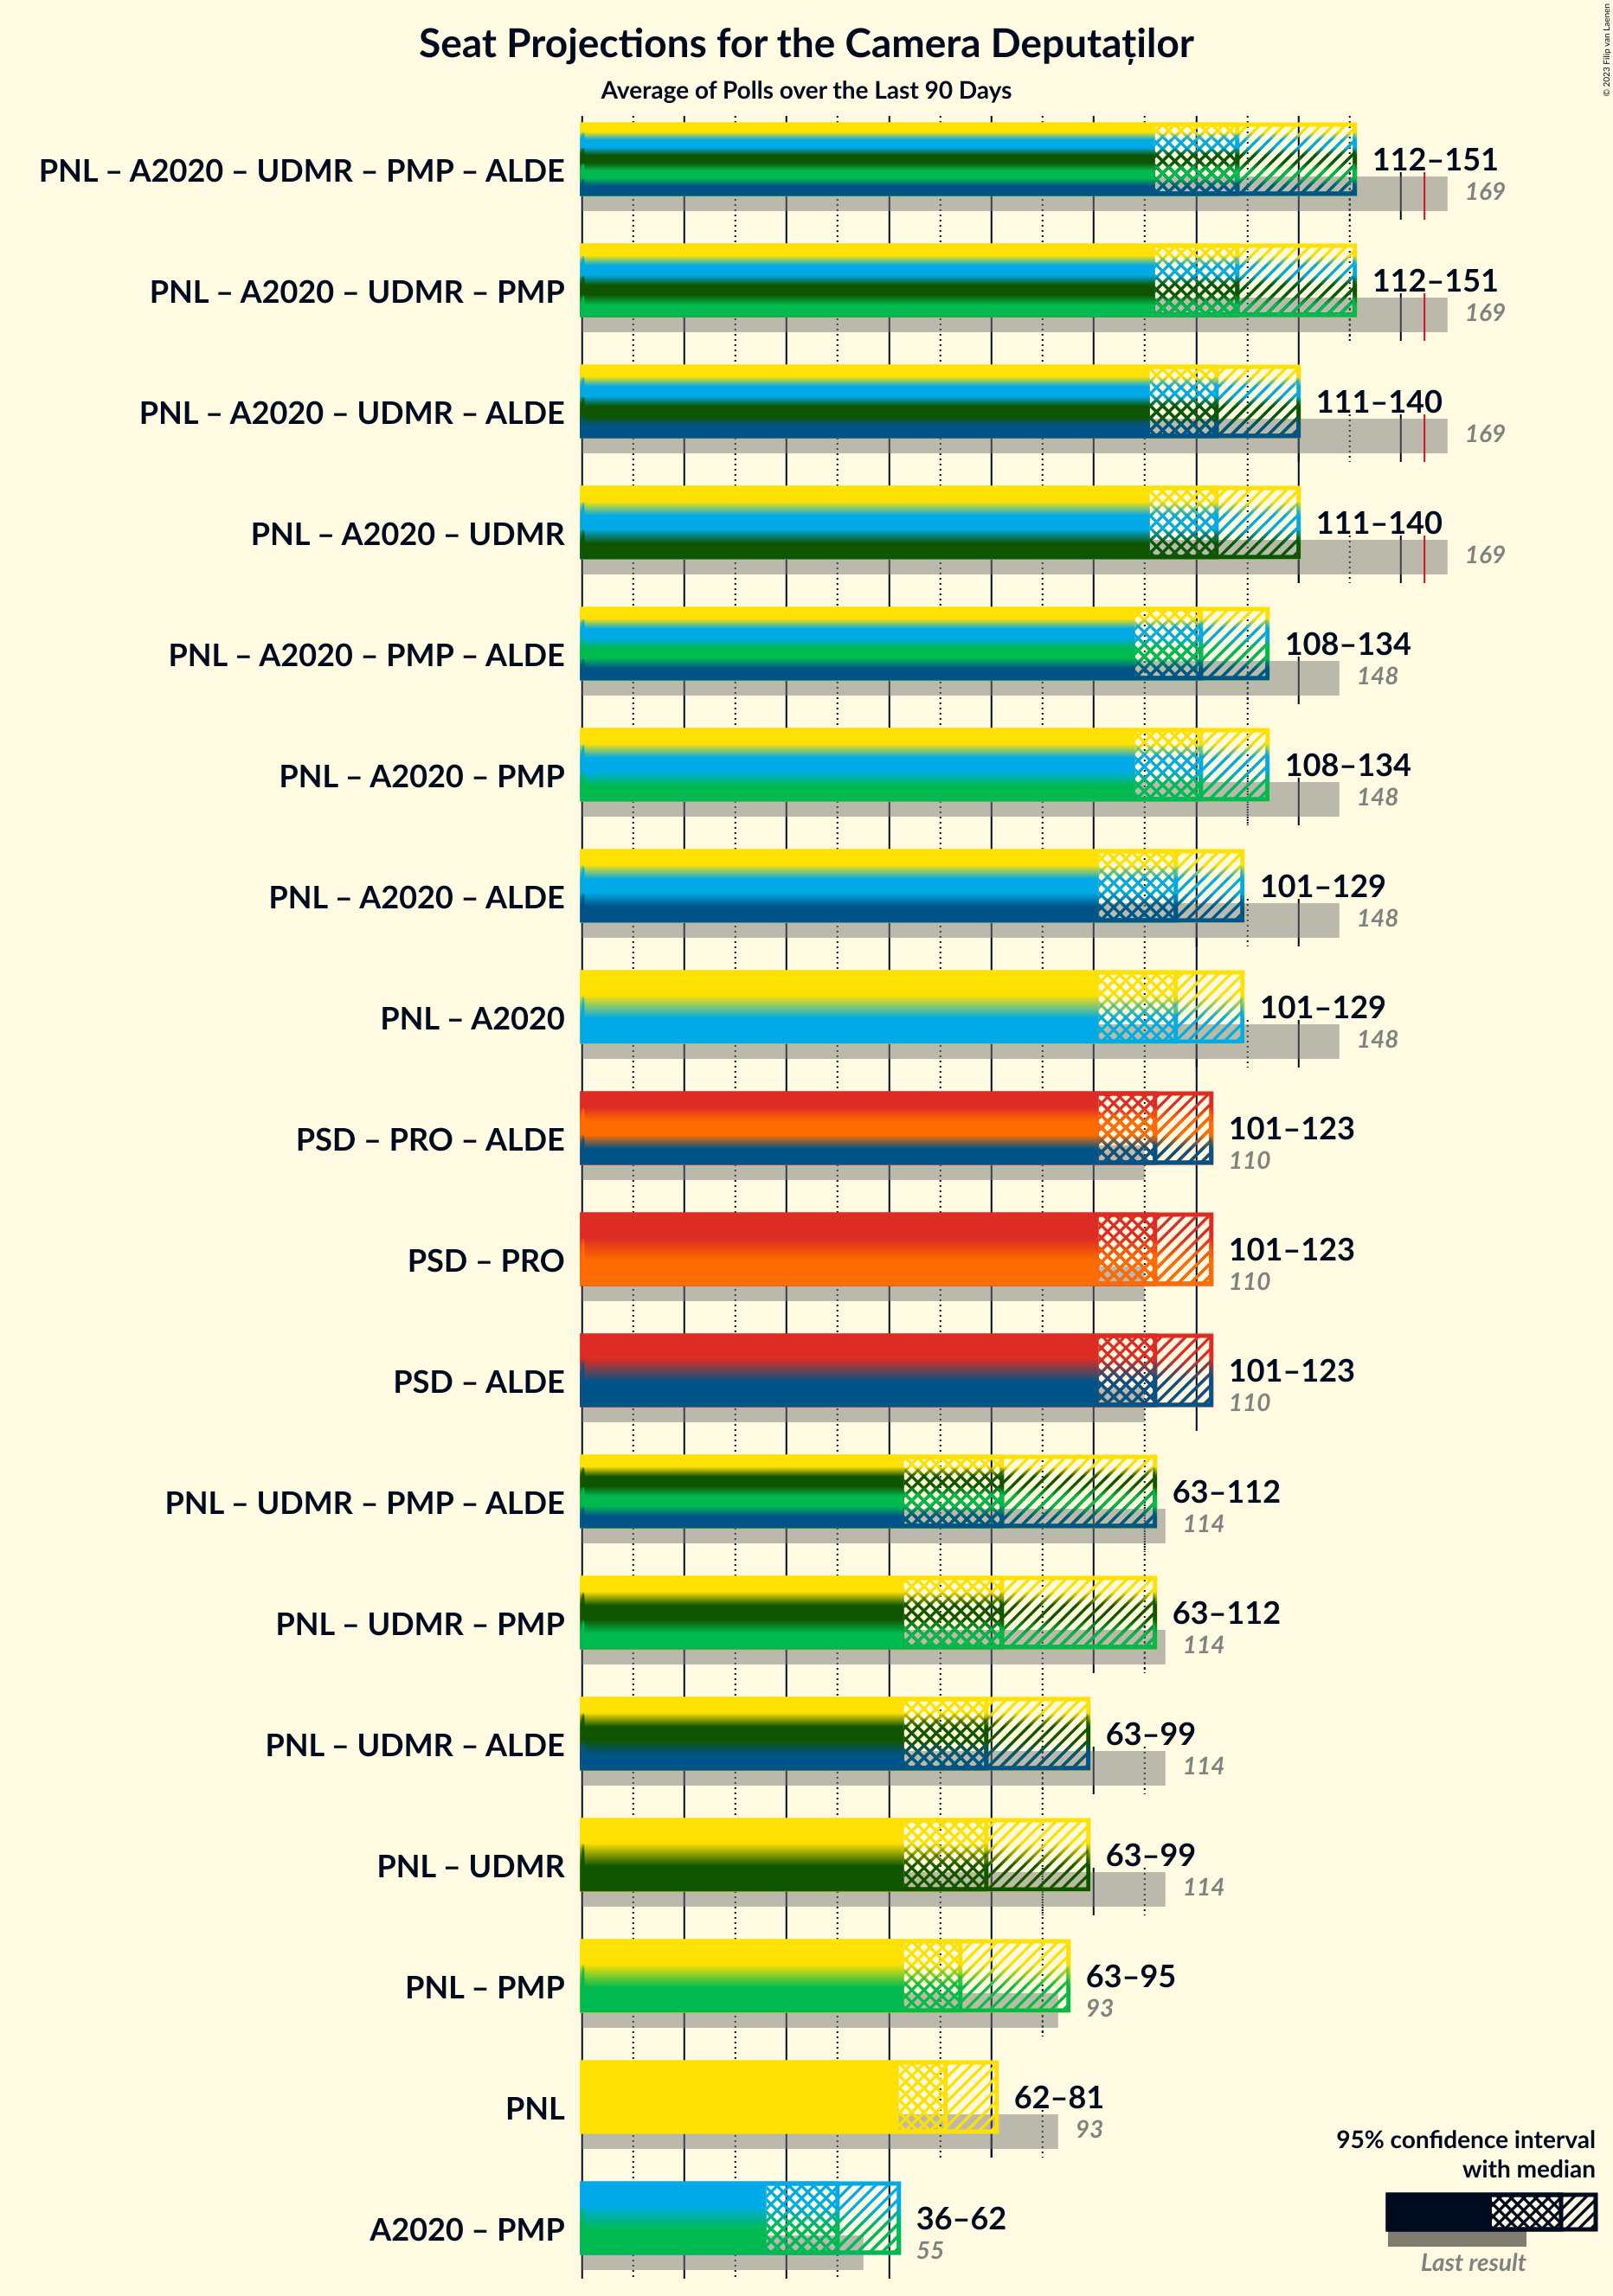 Seat Projections for the Camera Deputaților
Average of Polls over the Last 90 Days
© 2023 Filip van Laenen
PNL – A2020 – UDMR – PMP – ALDE
112–151
169
PNL – A2020 – UDMR – PMP
112–151
169
PNL – A2020 – UDMR – ALDE
111–140
169
PNL – A2020 – UDMR
111–140
169
PNL – A2020 – PMP – ALDE
108–134
148
PNL – A2020 – PMP
108–134
148
PNL – A2020 – ALDE
101–129
148
PNL – A2020
101–129
148
PSD – PRO – ALDE
101–123
110
PSD – PRO
101–123
110
PSD – ALDE
101–123
110
PNL – UDMR – PMP – ALDE
63–112
114
PNL – UDMR – PMP
63–112
114
PNL – UDMR – ALDE
63–99
114
PNL – UDMR
63–99
114
PNL – PMP
63–95
93
PNL
62–81
93
A2020 – PMP
36–62
55
95% confidence interval
with median
Last result